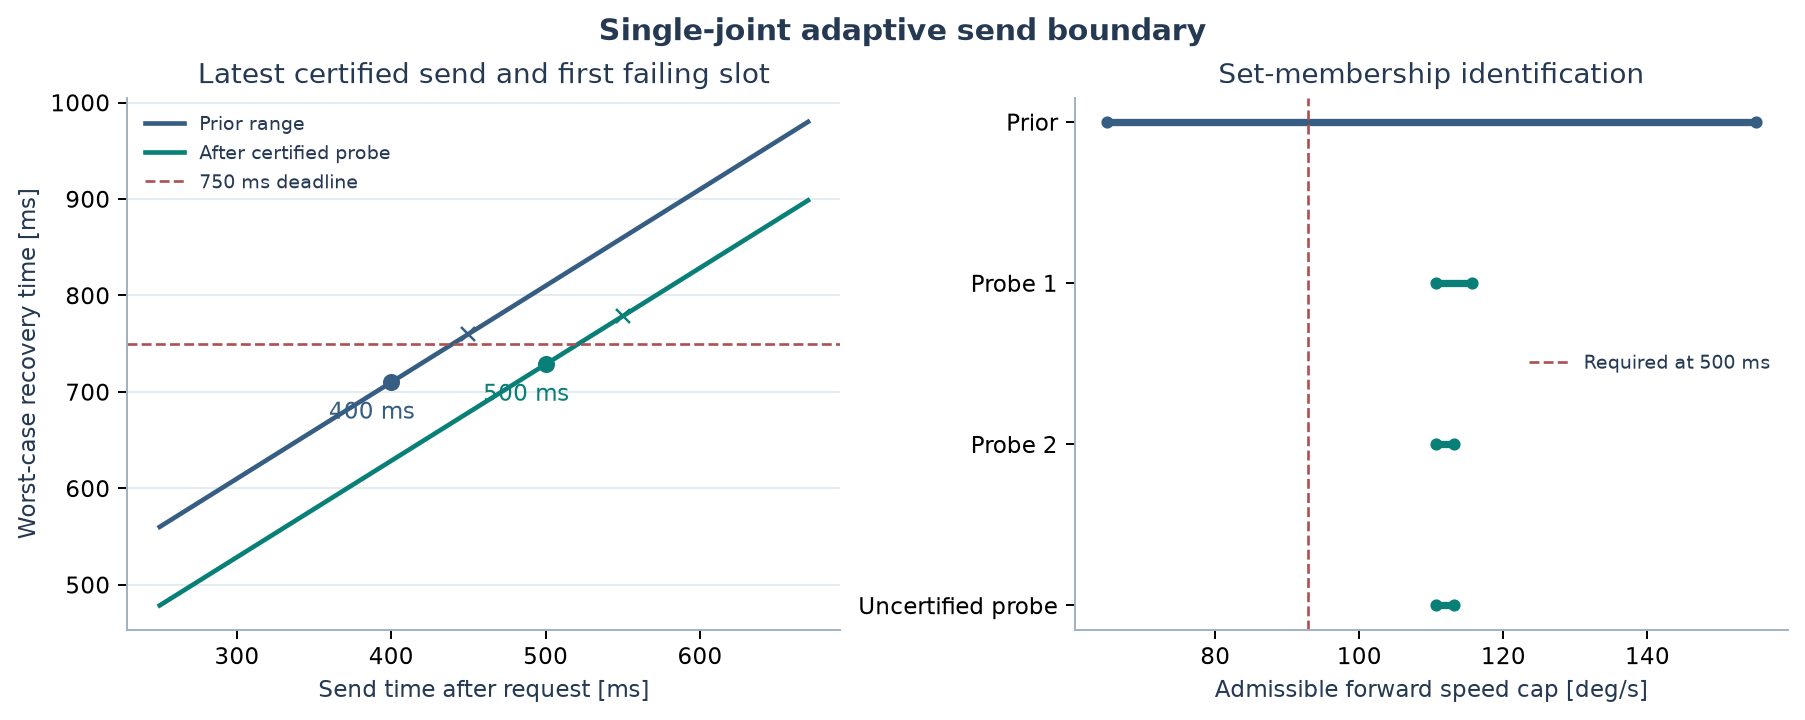 Single-joint adaptive send boundary
Latest certified send and first failing slot
Worst-case recovery time [ms]
1000
900
800
700
600
500
Prior range
After certified probe
750 ms deadline
400 ms
500 ms
300
400
500
600
Send time after request [ms]
Set-membership identification
Prior
Probe 1
Probe 2
Uncertified probe
Required at 500 ms
80
100
120
140
Admissible forward speed cap [deg/s]